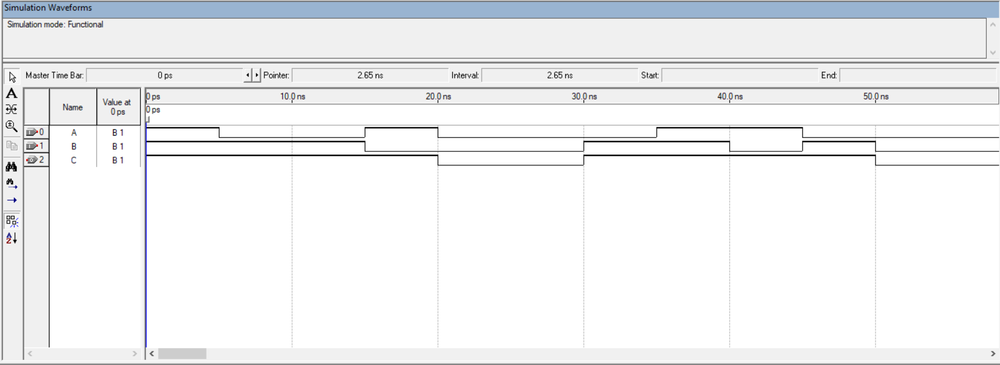 Simulation Waveforms
Simulation mode: Functional
Master Time Bar: 0 ps Pointer: 2.65 ns Interval: 2.65 ns Start: End:
Name Value at 0 ps
0 ps 10.0 ns 20.0 ns 30.0 ns 40.0 ns 50.0 ns
0 ps
0 A B 1
1 B B 1
2 C B 1